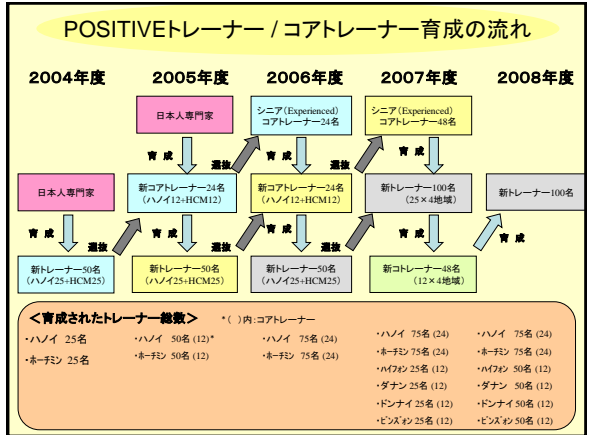 POSITIVEトレーナー / コアトレーナー育成の流れ
2004年度
2005年度
2006年度
2007年度
2008年度
日本人専門家
シニア(Experienced)
コアトレーナー24名
シニア(Experienced)
コアトレーナー48名
育 成
選抜
育 成
選抜
育 成
日本人専門家
新コアトレーナー24名
(ハノイ12+HCM12)
新コアトレーナー24名
(ハノイ12+HCM12)
新トレーナー100名
(25×4地域)
新トレーナー100名
育 成
選抜
育 成
選抜
育 成
選抜
育 成
育 成
新トレーナー50名
(ハノイ25+HCM25)
新トレーナー50名
(ハノイ25+HCM25)
新トレーナー50名
(ハノイ25+HCM25)
新コトレーナー48名
(12×4地域)
<育成されたトレーナー総数>
*( )内:コアトレーナー
・ハノイ 25名
・ホーチミン 25名
・ハノイ 50名 (12)*
・ホーチミン 50名 (12)
・ハノイ 75名 (24)
・ホーチミン 75名 (24)
・ハノイ 75名 (24)
・ホーチミン 75名 (24)
・ハイフォン 25名 (12)
・ダナン 25名 (12)
・ドンナイ 25名 (12)
・ビンズォン 25名 (12)
・ハノイ 75名 (24)
・ホーチミン 75名 (24)
・ハイフォン 50名 (12)
・ダナン 50名 (12)
・ドンナイ 50名 (12)
・ビンズォン 50名 (12)